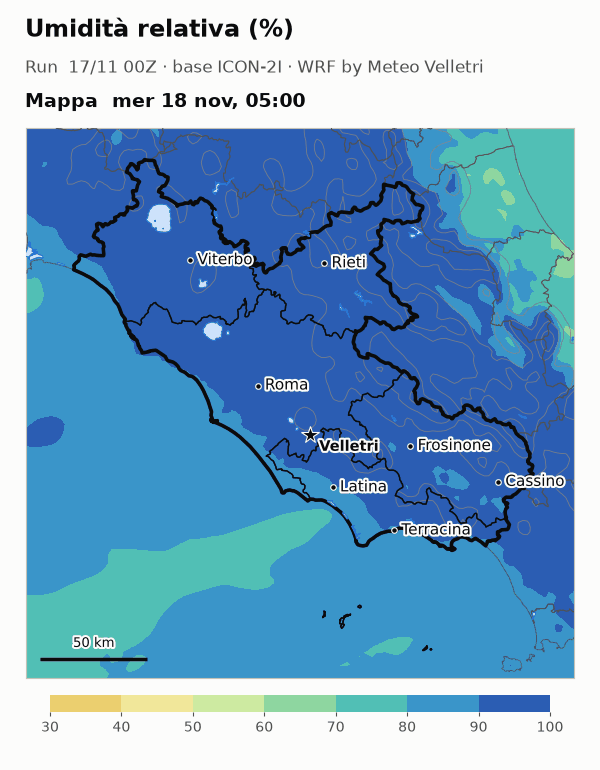 Umidità relativa (%)
Run  17/11 00Z · base ICON-2I · WRF by Meteo Velletri
Mappa  mer 18 nov, 05:00
Viterbo
Rieti
Roma
Velletri
Frosinone
Cassino
Latina
Terracina
50 km
30 40 50 60 70 80 90 100